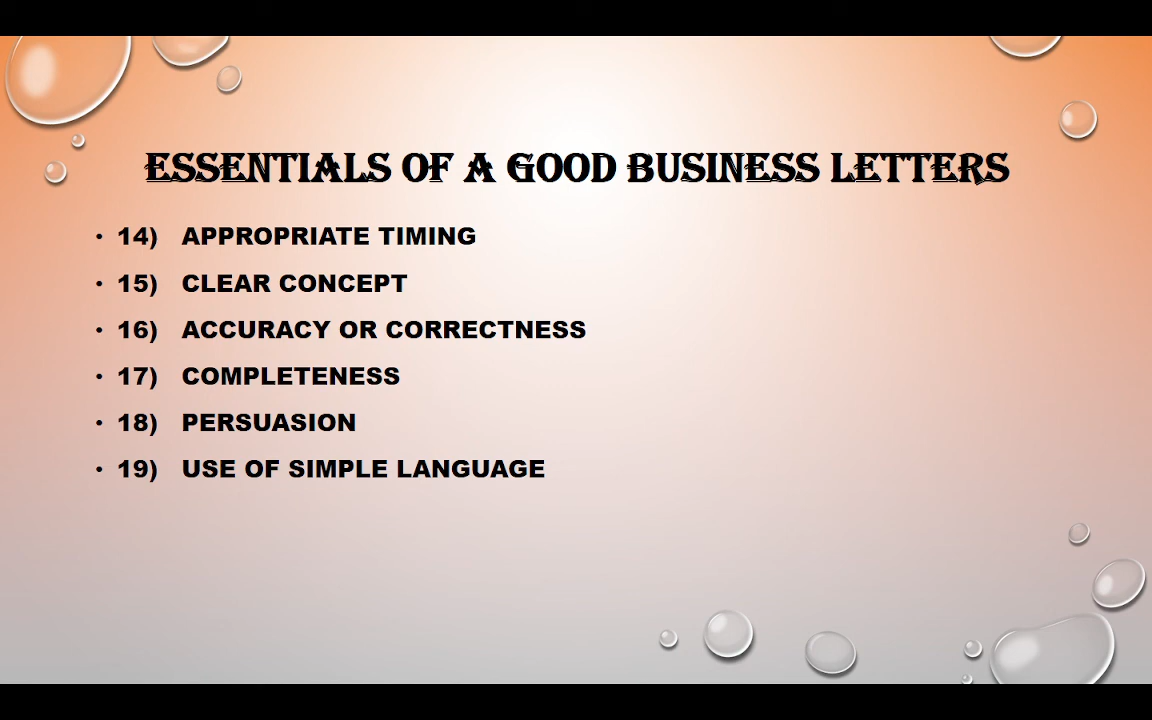 ESSENTIALS OF A GOOD BUSINESS LETTERS
• 14) APPROPRIATE TIMING
• 15) CLEAR CONCEPT
• 16) ACCURACY OR CORRECTNESS
• 17) COMPLETENESS
• 18) PERSUASION
• 19) USE OF SIMPLE LANGUAGE